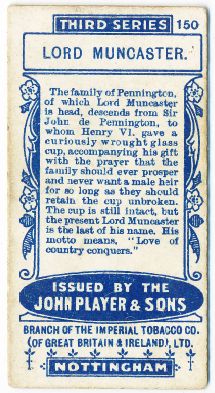 THIRD SERIES 150
LORD MUNCASTER.
The family of Pennington,
of which Lord Muncaster
is head, descends from Sir
John de Pennington, to
whom Henry VI. gave a
curiously wrought glass
cup, accompanying his gift
with the prayer that the
family should ever prosper
and never want a male heir
for so long as they should
retain the cup unbroken.
The cup is still intact, but
the present Lord Muncaster
is the last of his name. His
motto means, "Love of
country conquers."
ISSUED BY THE
JOHN PLAYER & SONS
BRANCH OF THE IMPERIAL TOBACCO CO.
(OF GREAT BRITAIN & IRELAND), LTD.
NOTTINGHAM